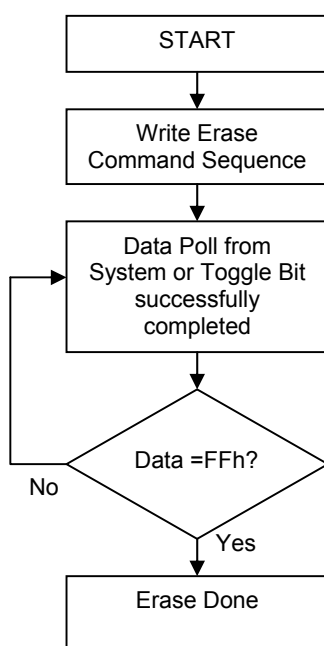 START
Write Erase
Command Sequence
Data Poll from
System or Toggle Bit
successfully
completed
Data =FFh?
No
Yes
Erase Done